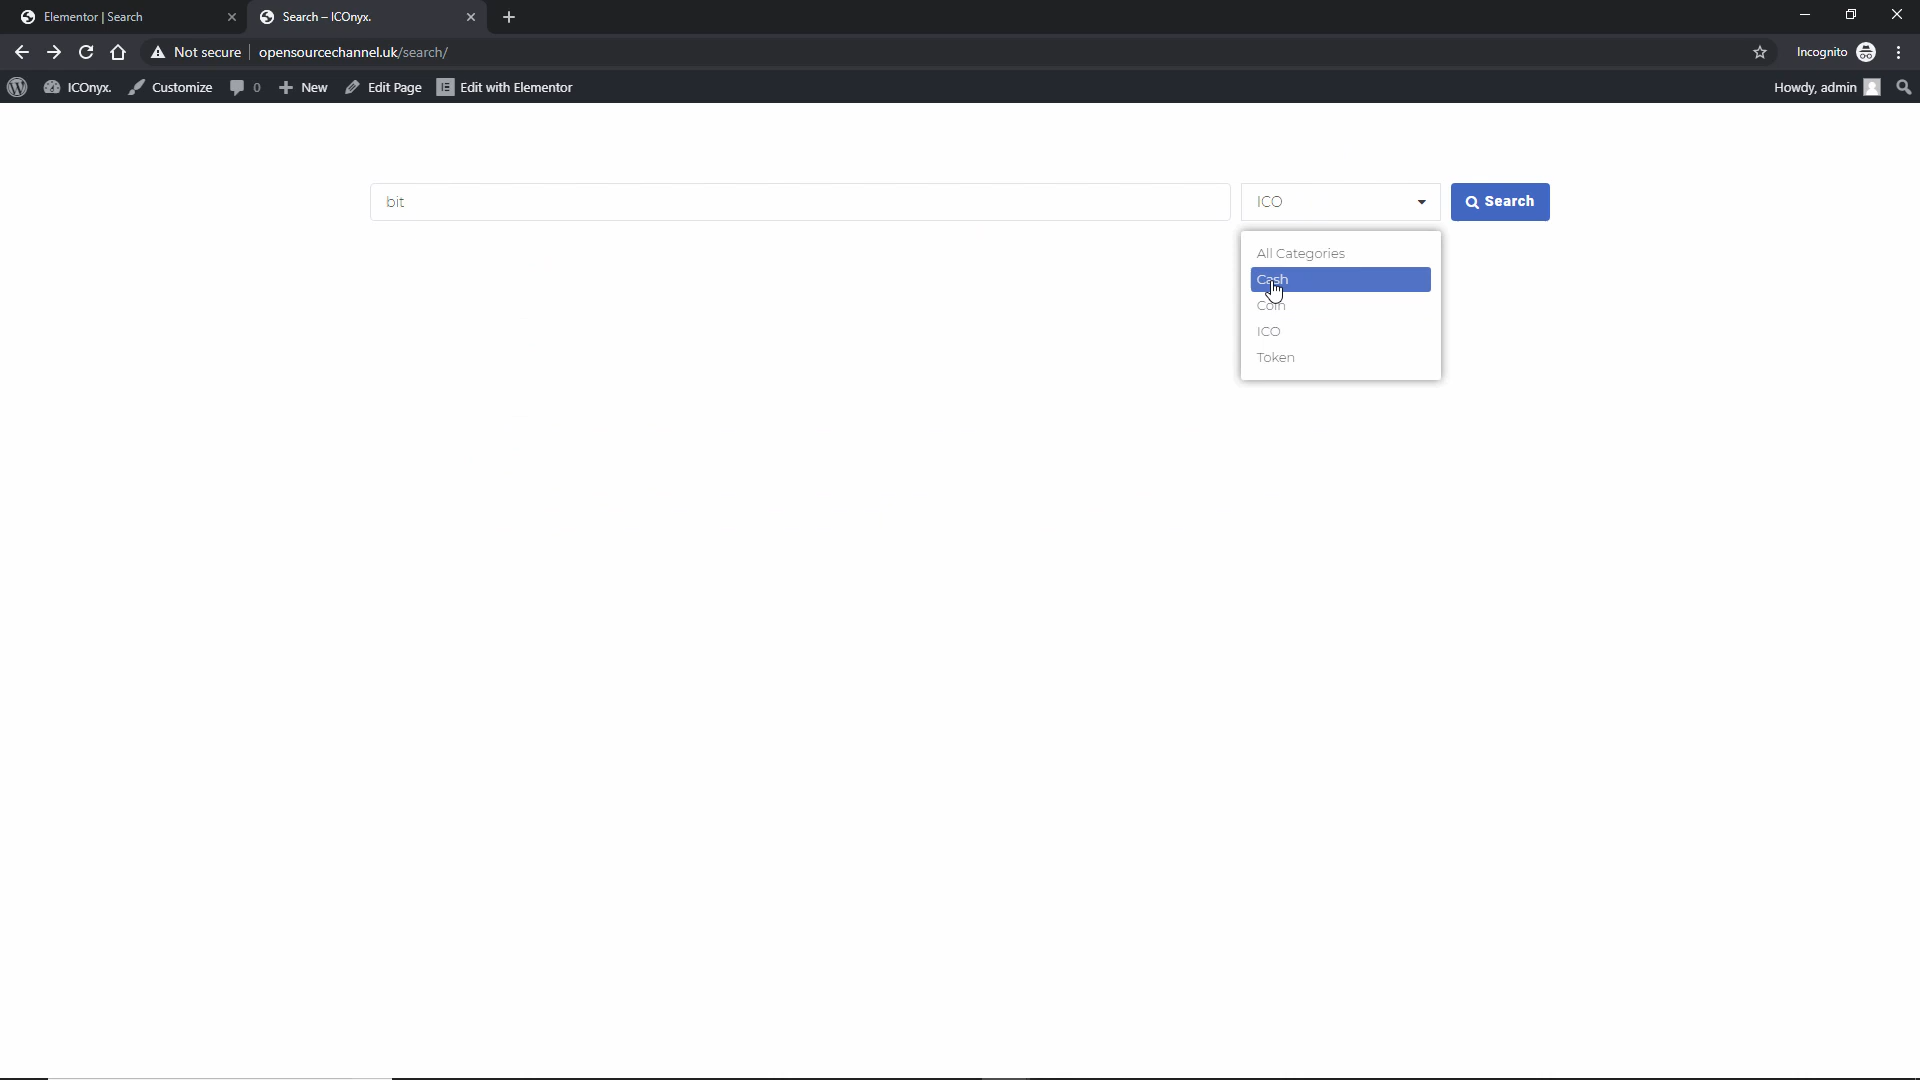 Elementor | Search
Search – ICOnyx.
Not secure
opensourcechannel.uk/search/
Incognito
ICOnyx.
Customize
0
New
Edit Page
Edit with Elementor
Howdy, admin
bit
ICO
Search
All Categories
Cash
Coin
ICO
Token